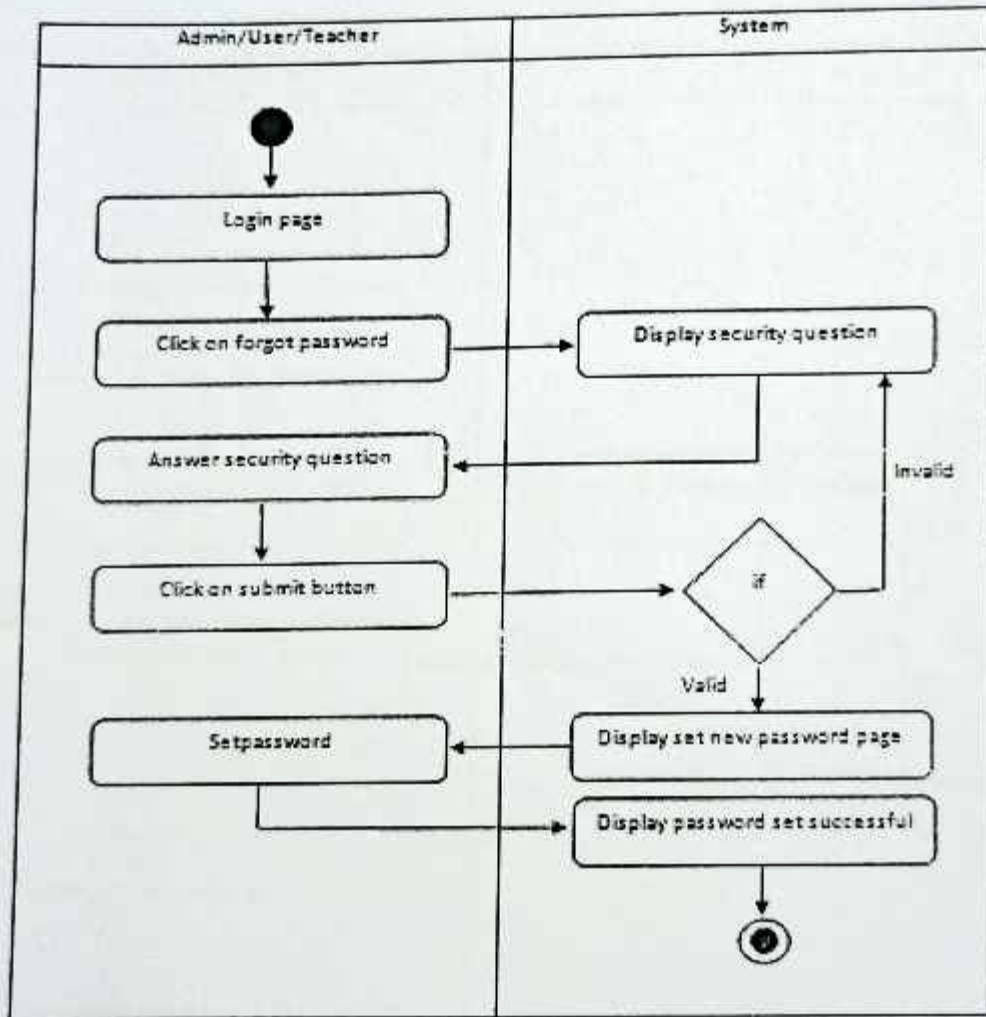 Admin/User/Teacher
System
Login page
Click on forgot password
Display security question
Answer security question
Invalid
Click on submit button
if
Valid
Setpassword
Display set new password page
Display password set successful